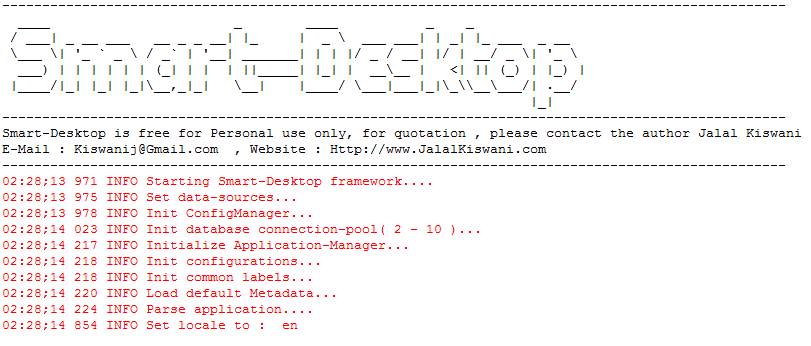 Smart-Desktop
Smart-Desktop is free for Personal use only, for quotation , please contact the author Jalal Kiswani
E-Mail : Kiswanij@Gmail.com  , Website : Http://www.JalalKiswani.com
02:28;13 971 INFO Starting Smart-Desktop framework....
02:28;13 975 INFO Set data-sources...
02:28;13 978 INFO Init ConfigManager...
02:28;14 023 INFO Init database connection-pool( 2 - 10 )...
02:28;14 217 INFO Initialize Application-Manager...
02:28;14 218 INFO Init configurations...
02:28;14 218 INFO Init common labels...
02:28;14 220 INFO Load default Metadata...
02:28;14 224 INFO Parse application....
02:28;14 854 INFO Set locale to :  en